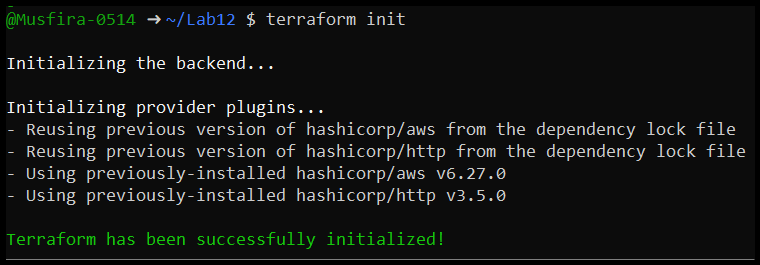 @Musfira-0514 ➜ ~/Lab12 $ terraform init
Initializing the backend...
Initializing provider plugins...
- Reusing previous version of hashicorp/aws from the dependency lock file
- Reusing previous version of hashicorp/http from the dependency lock file
- Using previously-installed hashicorp/aws v6.27.0
- Using previously-installed hashicorp/http v3.5.0
Terraform has been successfully initialized!